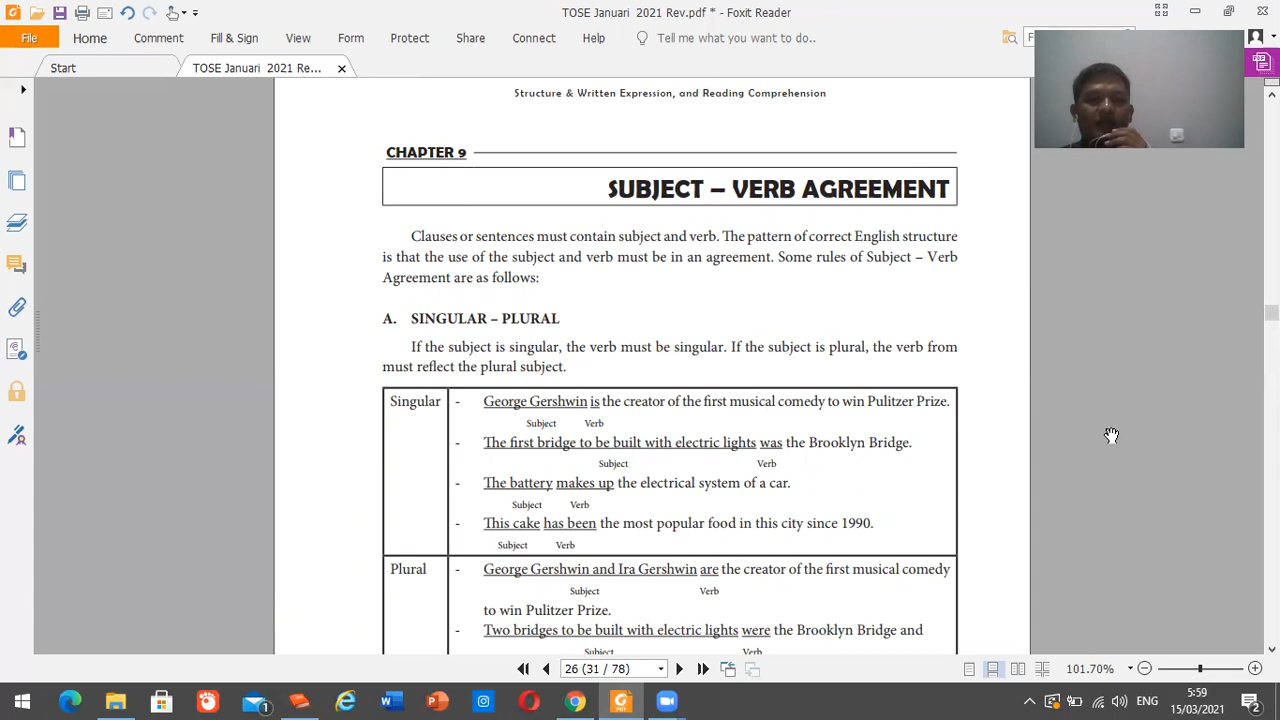 TOSE Januari  2021 Rev.pdf * - Foxit Reader
File Home Comment Fill & Sign View Form Protect Share Connect Help Tell me what you want to do..
Start TOSE Januari  2021 Re...
Structure & Written Expression, and Reading Comprehension
CHAPTER 9
SUBJECT – VERB AGREEMENT
Clauses or sentences must contain subject and verb. The pattern of correct English structure
is that the use of the subject and verb must be in an agreement. Some rules of Subject – Verb
Agreement are as follows:
A. SINGULAR – PLURAL
If the subject is singular, the verb must be singular. If the subject is plural, the verb from
must reflect the plural subject.
Singular - George Gershwin is the creator of the first musical comedy to win Pulitzer Prize.
Subject Verb
- The first bridge to be built with electric lights was the Brooklyn Bridge.
Subject Verb
- The battery makes up the electrical system of a car.
Subject Verb
- This cake has been the most popular food in this city since 1990.
Subject Verb
Plural - George Gershwin and Ira Gershwin are the creator of the first musical comedy
Subject Verb
to win Pulitzer Prize.
- Two bridges to be built with electric lights were the Brooklyn Bridge and
Subject Verb
26 (31 / 78) 101.70%
ENG 5:59
15/03/2021 2